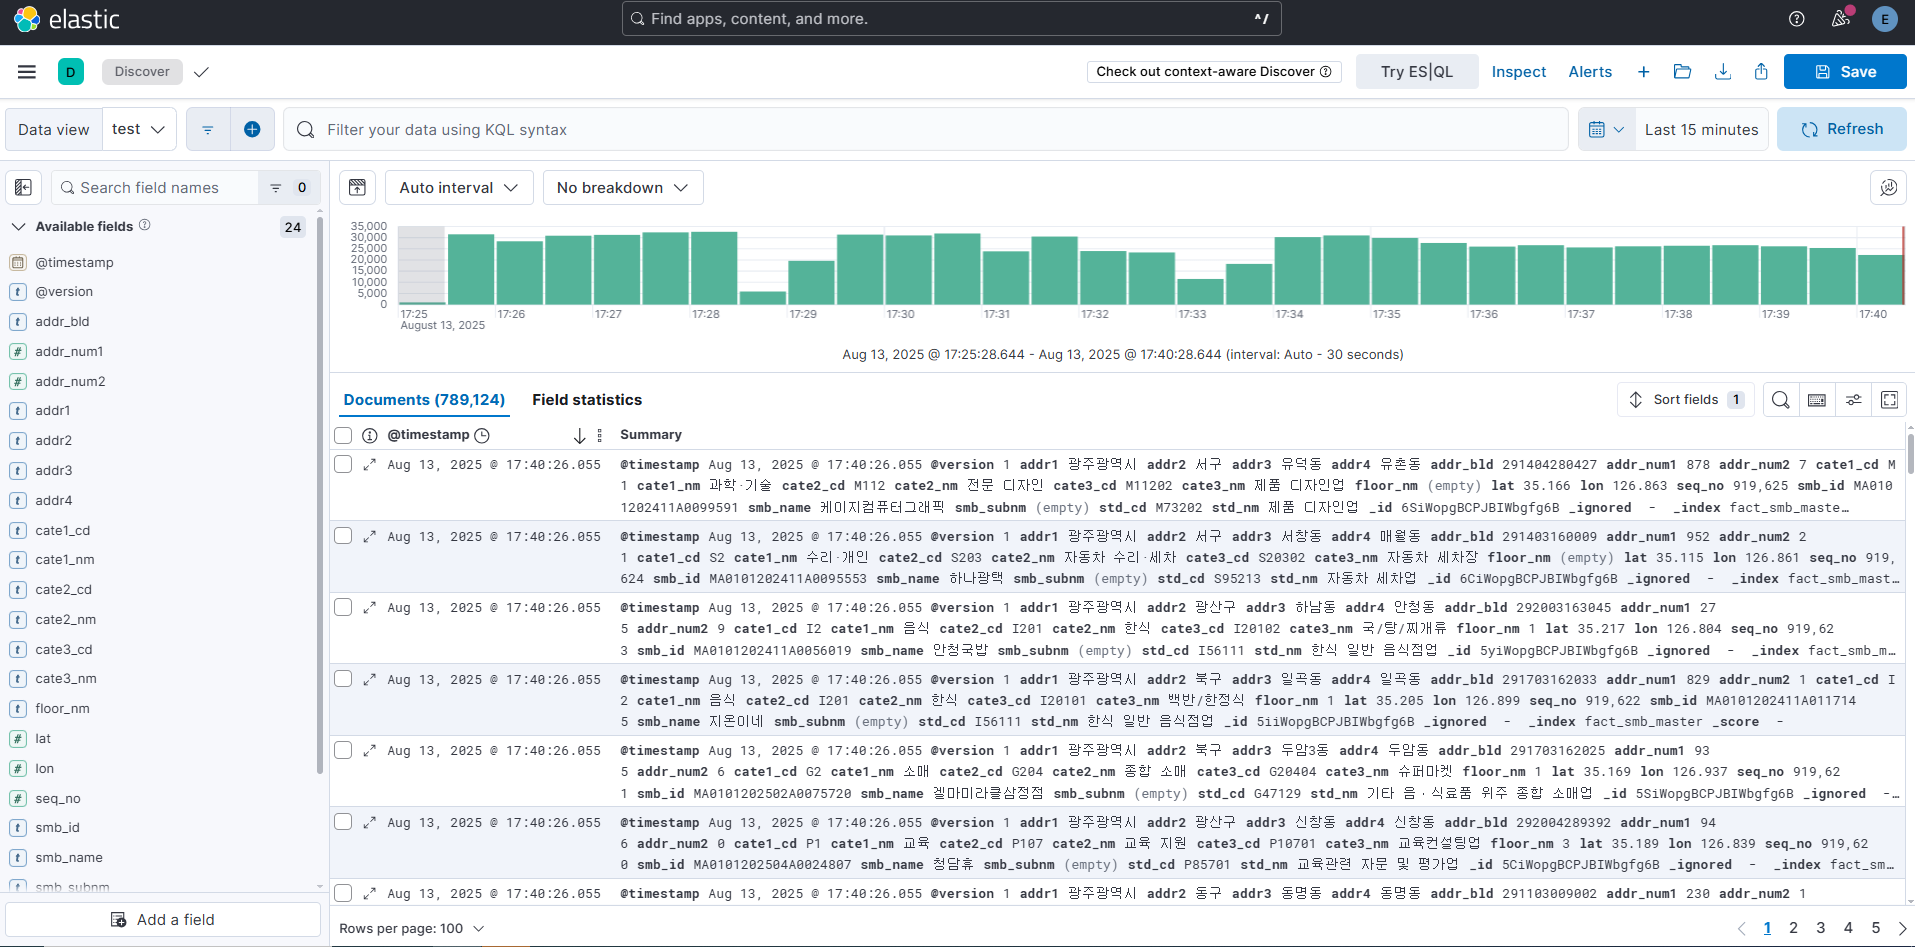 elastic
Find apps, content, and more.
^/
E
D
Discover
Check out context-aware Discover
Try ES|QL
Inspect
Alerts
Save
Data view
test
Filter your data using KQL syntax
Last 15 minutes
Refresh
Search field names
0
Auto interval
No breakdown
Available fields
24
@timestamp
@version
addr_bld
addr_num1
addr_num2
addr1
addr2
addr3
addr4
cate1_cd
cate1_nm
cate2_cd
cate2_nm
cate3_cd
cate3_nm
floor_nm
lat
lon
seq_no
smb_id
smb_name
smb_subnm
Add a field
35,000
30,000
25,000
20,000
15,000
10,000
5,000
0
17:25 17:26 17:27 17:28 17:29 17:30 17:31 17:32 17:33 17:34 17:35 17:36 17:37 17:38 17:39 17:40
August 13, 2025
Aug 13, 2025 @ 17:25:28.644 - Aug 13, 2025 @ 17:40:28.644 (interval: Auto - 30 seconds)
Documents (789,124)
Field statistics
Sort fields 1
@timestamp
Summary
Aug 13, 2025 @ 17:40:26.055
@timestamp Aug 13, 2025 @ 17:40:26.055 @version 1 addr1 광주광역시 addr2 서구 addr3 유덕동 addr4 유촌동 addr_bld 291404280427 addr_num1 878 addr_num2 7 cate1_cd M
1 cate1_nm 과학·기술 cate2_cd M112 cate2_nm 전문 디자인 cate3_cd M11202 cate3_nm 제품 디자인업 floor_nm (empty) lat 35.166 lon 126.863 seq_no 919,625 smb_id MA010
1202411A0099591 smb_name 케이지컴퓨터그래픽 smb_subnm (empty) std_cd M73202 std_nm 제품 디자인업 _id 6SiWopgBCPJBIWbgfg6B _ignored - _index fact_smb_maste…
Aug 13, 2025 @ 17:40:26.055
@timestamp Aug 13, 2025 @ 17:40:26.055 @version 1 addr1 광주광역시 addr2 서구 addr3 서창동 addr4 매월동 addr_bld 291403160009 addr_num1 952 addr_num2 2
1 cate1_cd S2 cate1_nm 수리·개인 cate2_cd S203 cate2_nm 자동차 수리·세차 cate3_cd S20302 cate3_nm 자동차 세차장 floor_nm (empty) lat 35.115 lon 126.861 seq_no 919,
624 smb_id MA0101202411A0095553 smb_name 하나광택 smb_subnm (empty) std_cd S95213 std_nm 자동차 세차업 _id 6CiWopgBCPJBIWbgfg6B _ignored - _index fact_smb_mast…
Aug 13, 2025 @ 17:40:26.055
@timestamp Aug 13, 2025 @ 17:40:26.055 @version 1 addr1 광주광역시 addr2 광산구 addr3 하남동 addr4 안청동 addr_bld 292003163045 addr_num1 27
5 addr_num2 9 cate1_cd I2 cate1_nm 음식 cate2_cd I201 cate2_nm 한식 cate3_cd I20102 cate3_nm 국/탕/찌개류 floor_nm 1 lat 35.217 lon 126.804 seq_no 919,62
3 smb_id MA0101202411A0056019 smb_name 안청국밥 smb_subnm (empty) std_cd I56111 std_nm 한식 일반 음식점업 _id 5yiWopgBCPJBIWbgfg6B _ignored - _index fact_smb_m…
Aug 13, 2025 @ 17:40:26.055
@timestamp Aug 13, 2025 @ 17:40:26.055 @version 1 addr1 광주광역시 addr2 북구 addr3 일곡동 addr4 일곡동 addr_bld 291703162033 addr_num1 829 addr_num2 1 cate1_cd I
2 cate1_nm 음식 cate2_cd I201 cate2_nm 한식 cate3_cd I20101 cate3_nm 백반/한정식 floor_nm 1 lat 35.205 lon 126.899 seq_no 919,622 smb_id MA0101202411A011714
5 smb_name 지온이네 smb_subnm (empty) std_cd I56111 std_nm 한식 일반 음식점업 _id 5iiWopgBCPJBIWbgfg6B _ignored - _index fact_smb_master _score -
Aug 13, 2025 @ 17:40:26.055
@timestamp Aug 13, 2025 @ 17:40:26.055 @version 1 addr1 광주광역시 addr2 북구 addr3 두암3동 addr4 두암동 addr_bld 291703162025 addr_num1 93
5 addr_num2 6 cate1_cd G2 cate1_nm 소매 cate2_cd G204 cate2_nm 종합 소매 cate3_cd G20404 cate3_nm 슈퍼마켓 floor_nm 1 lat 35.169 lon 126.937 seq_no 919,62
1 smb_id MA0101202502A0075720 smb_name 겔마미라클삼정점 smb_subnm (empty) std_cd G47129 std_nm 기타 음·식료품 위주 종합 소매업 _id 5SiWopgBCPJBIWbgfg6B _ignored -…
Aug 13, 2025 @ 17:40:26.055
@timestamp Aug 13, 2025 @ 17:40:26.055 @version 1 addr1 광주광역시 addr2 광산구 addr3 신창동 addr4 신창동 addr_bld 292004289392 addr_num1 94
6 addr_num2 0 cate1_cd P1 cate1_nm 교육 cate2_cd P107 cate2_nm 교육 지원 cate3_cd P10701 cate3_nm 교육컨설팅업 floor_nm 3 lat 35.189 lon 126.839 seq_no 919,62
0 smb_id MA0101202504A0024807 smb_name 청담휴 smb_subnm (empty) std_cd P85701 std_nm 교육관련 자문 및 평가업 _id 5CiWopgBCPJBIWbgfg6B _ignored - _index fact_sm…
Aug 13, 2025 @ 17:40:26.055
@timestamp Aug 13, 2025 @ 17:40:26.055 @version 1 addr1 광주광역시 addr2 동구 addr3 동명동 addr4 동명동 addr_bld 291103009002 addr_num1 230 addr_num2 1
Rows per page: 100
1 2 3 4 5